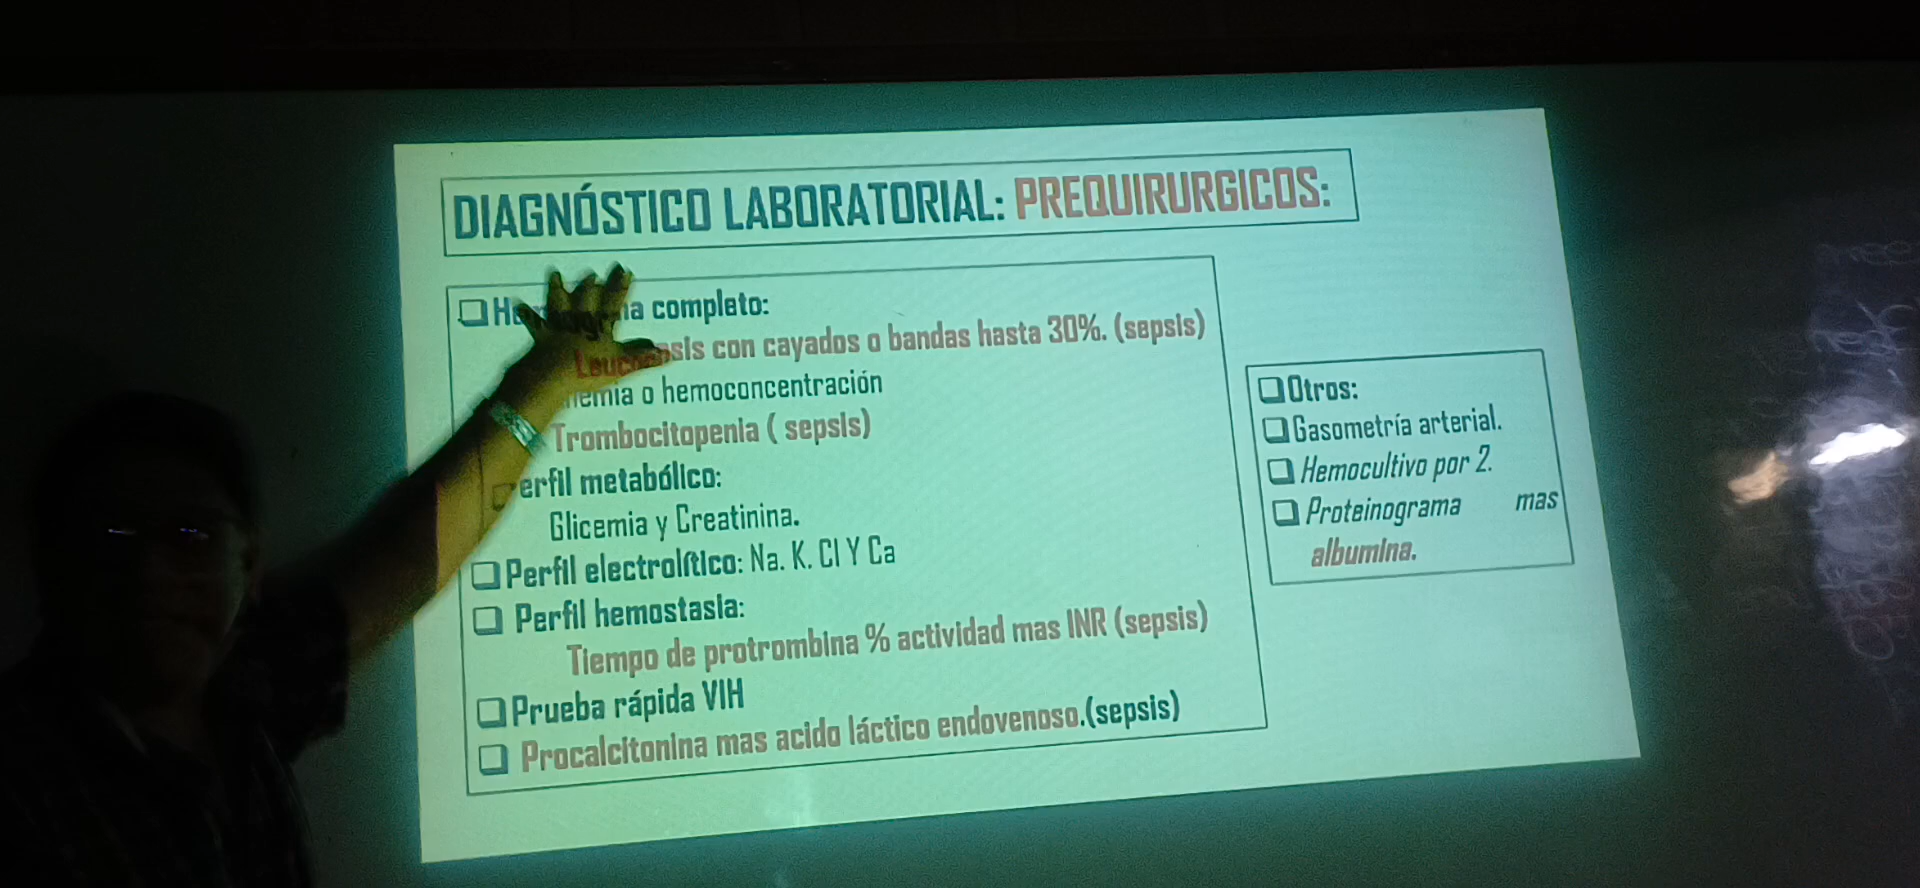 DIAGNÓSTICO LABORATORIAL: PREQUIRURGICOS:
completo:
con cayados o bandas hasta 30%. (sepsis)
o hemoconcentración
Trombocitopenia ( sepsis)
erfil metabólico:
Glicemia y Creatinina.
Perfil electrolítico: Na. K. Cl Y Ca
Perfil hemostasia:
Tiempo de protrombina % actividad mas INR (sepsis)
Prueba rápida VIH
Procalcitonina mas acido láctico endovenoso.(sepsis)
Otros:
Gasometría arterial.
Hemocultivo por 2.
Proteinograma mas
albumina.